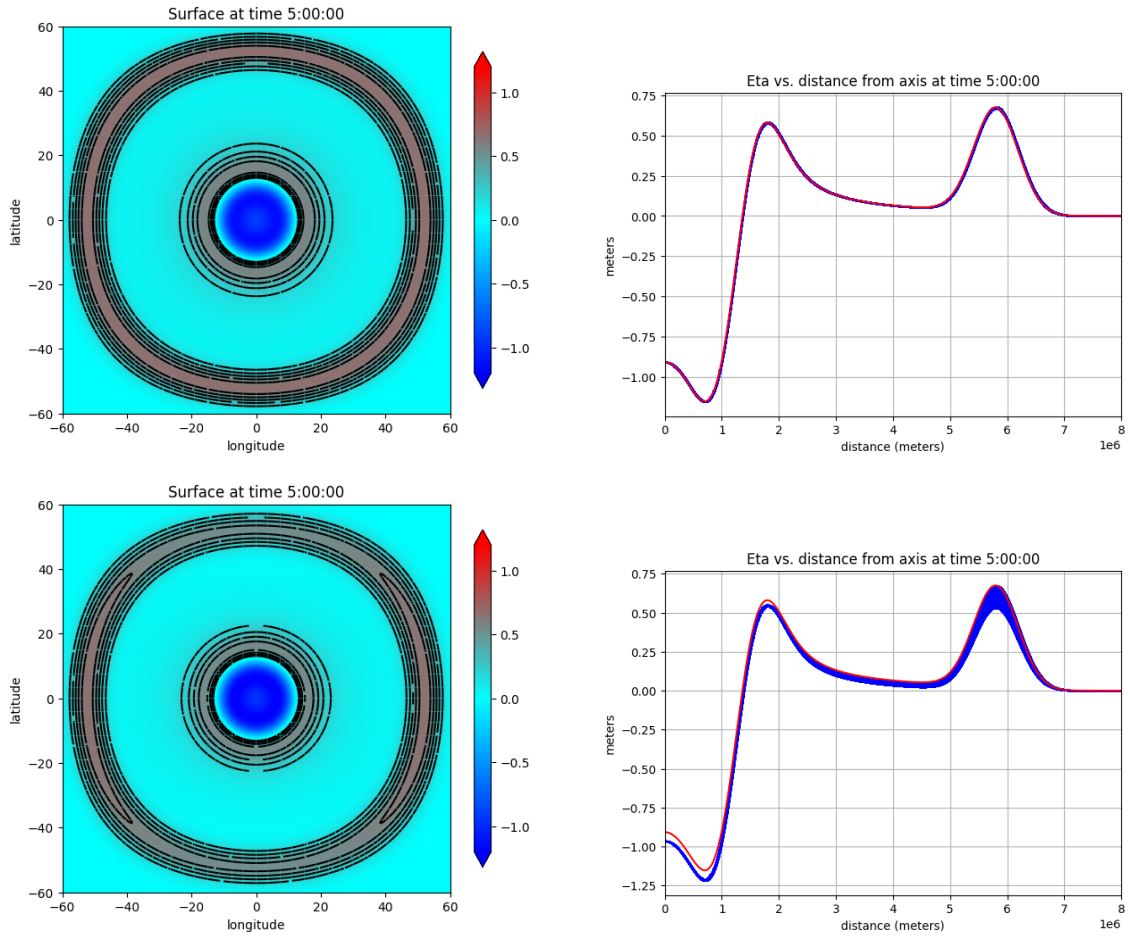 Surface at time 5:00:00
60
40
20
0
−20
−40
−60
latitude
−60 −40 −20 0 20 40 60
longitude
1.0
0.5
0.0
−0.5
−1.0
Eta vs. distance from axis at time 5:00:00
0.75
0.50
0.25
0.00
−0.25
−0.50
−0.75
−1.00
meters
0 1 2 3 4 5 6 7 8
1e6
distance (meters)
Surface at time 5:00:00
60
40
20
0
−20
−40
−60
latitude
−60 −40 −20 0 20 40 60
longitude
1.0
0.5
0.0
−0.5
−1.0
Eta vs. distance from axis at time 5:00:00
0.75
0.50
0.25
0.00
−0.25
−0.50
−0.75
−1.00
−1.25
meters
0 1 2 3 4 5 6 7 8
1e6
distance (meters)